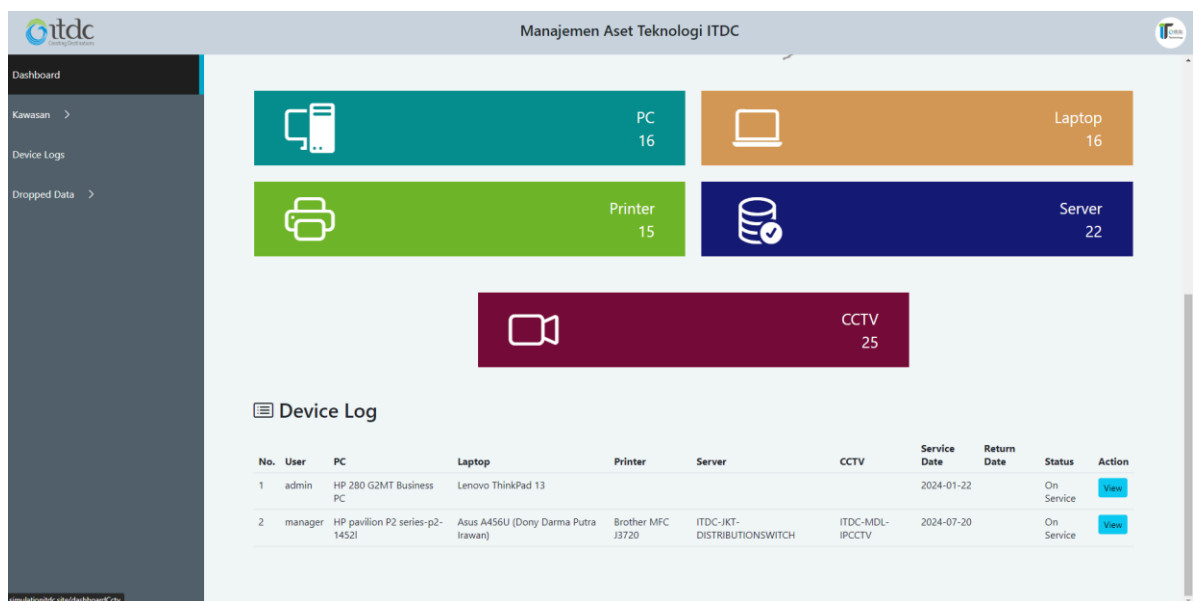 itdc
Manajemen Aset Teknologi ITDC
Dashboard
Kawasan
Device Logs
Dropped Data
PC
16
Laptop
16
Printer
15
Server
22
CCTV
25
Device Log
No. User PC Laptop Printer Server CCTV Service Date Return Date Status Action
1 admin HP 280 G2MT Business PC Lenovo ThinkPad 13 2024-01-22 On Service View
2 manager HP pavilion P2 series-p2-1452l Asus A456U (Dony Darma Putra Irawan) Brother MFC J3720 ITDC-JKT-DISTRIBUTIONSWITCH ITDC-MDL-IPCCTV 2024-07-20 On Service View
simulationitdc.site/dashboardCctv